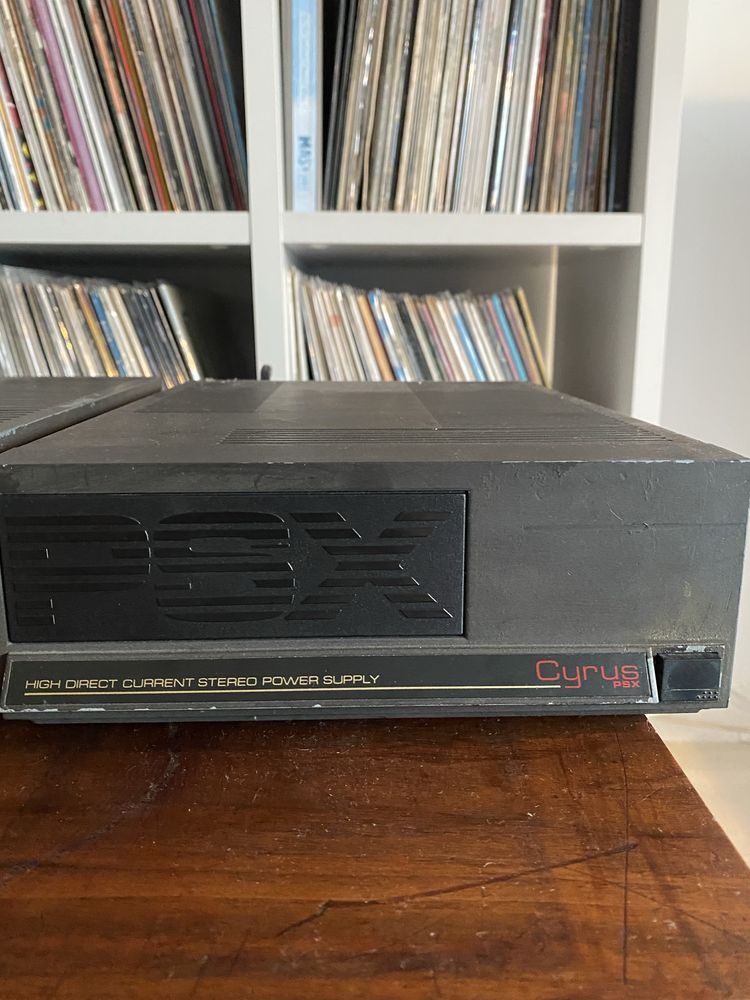 PSX
HIGH DIRECT CURRENT STEREO POWER SUPPLY
Cyrus
PSX